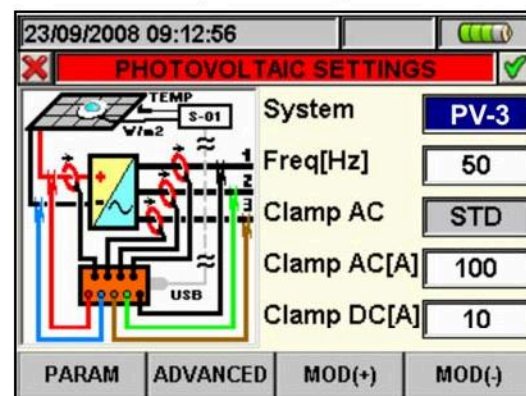 23/09/2008 09:12:56
PHOTOVOLTAIC SETTINGS
TEMP
S-01
W/m2
1
2
3
USB
System PV-3
Freq[Hz] 50
Clamp AC STD
Clamp AC[A] 100
Clamp DC[A] 10
PARAM ADVANCED MOD(+) MOD(-)